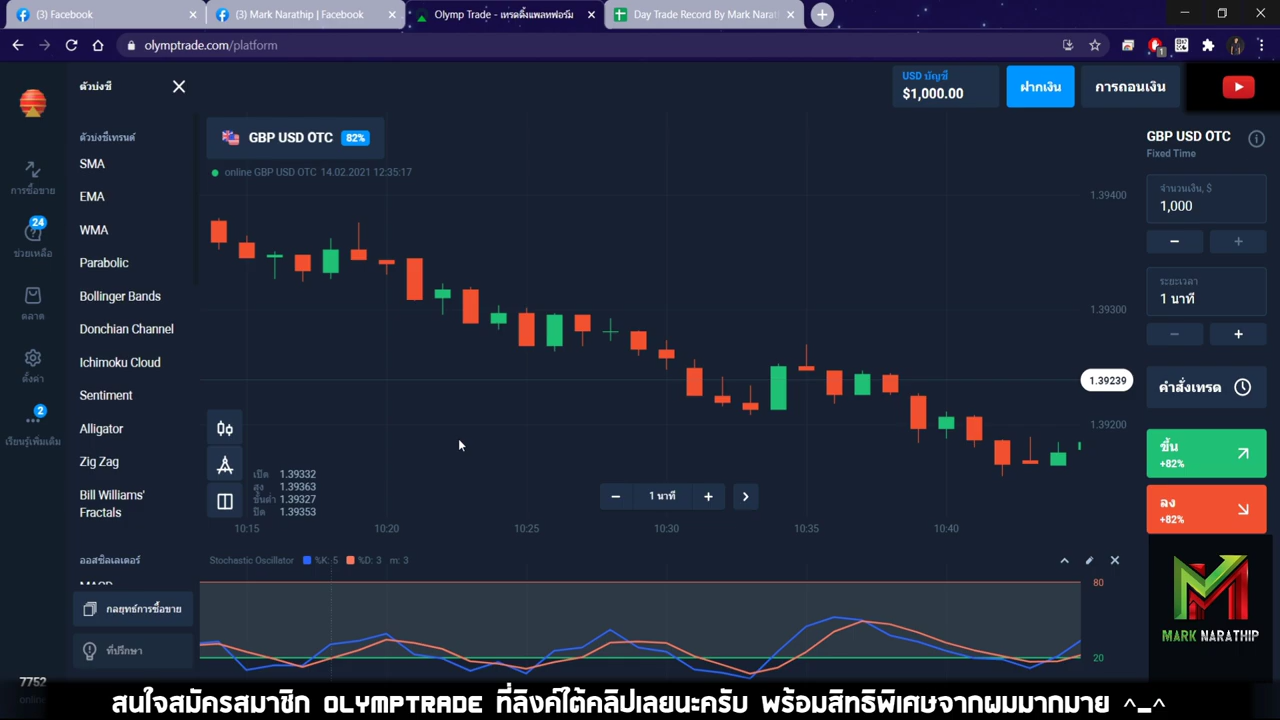 (3) Facebook
(3) Mark Narathip | Facebook
Olymp Trade - เทรดดิ้งแพลทฟอร์ม
Day Trade Record By Mark Narat
olymptrade.com/platform
1
ตัวบ่งชี้
USD บัญชี
$1,000.00
ฝากเงิน
การถอนเงิน
ตัวบ่งชี้เทรนด์
SMA
EMA
WMA
Parabolic
Bollinger Bands
Donchian Channel
Ichimoku Cloud
Sentiment
Alligator
Zig Zag
Bill Williams'
Fractals
ออสซิลเลเตอร์
MACD
กลยุทธ์การซื้อขาย
ที่ปรึกษา
การซื้อขาย
24
ช่วยเหลือ
ตลาด
ตั้งค่า
2
เรียนรู้เพิ่มเติม
7752
online
GBP USD OTC 82%
online GBP USD OTC 14.02.2021 12:35:17
1.39400
1.39300
1.39239
1.39200
เปิด 1.39332
สูง 1.39363
ขั้นต่ำ 1.39327
ปิด 1.39353
1 นาที
10:15
10:20
10:25
10:30
10:35
10:40
Stochastic Oscillator %K: 5 %D: 3 m: 3
80
20
GBP USD OTC
Fixed Time
จำนวนเงิน, $
1,000
ระยะเวลา
1 นาที
คำสั่งเทรด
ขึ้น
+82%
ลง
+82%
MARK NARATHIP
สนใจสมัครสมาชิก OLYMPTRADE ที่ลิงค์ใต้คลิปเลยนะครับ พร้อมสิทธิพิเศษจากผมมากมาย ^_^